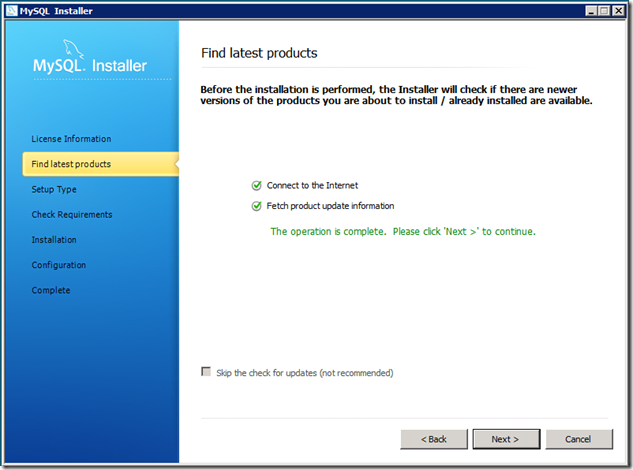 MySQL Installer
MySQL. Installer
License Information
Find latest products
Setup Type
Check Requirements
Installation
Configuration
Complete
Find latest products
Before the installation is performed, the Installer will check if there are newer
versions of the products you are about to install / already installed are available.
Connect to the Internet
Fetch product update information
The operation is complete.  Please click 'Next >' to continue.
Skip the check for updates (not recommended)
< Back
Next >
Cancel